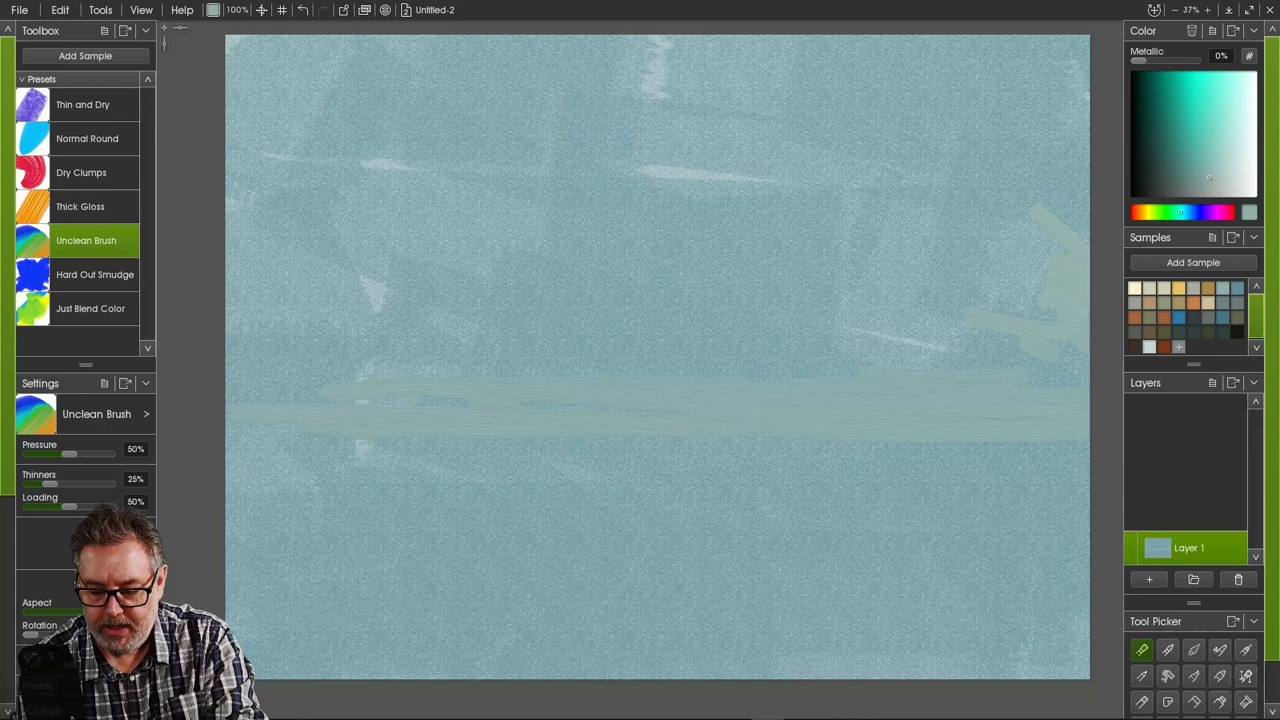 File Edit Tools View Help 100% Untitled-2 37%
Toolbox
Add Sample
Presets
Thin and Dry
Normal Round
Dry Clumps
Thick Gloss
Unclean Brush
Hard Out Smudge
Just Blend Color
Settings
Unclean Brush >
Pressure 50%
Thinners 25%
Loading 50%
Aspect
Rotation
Color
Metallic 0% #
Samples
Add Sample
Layers
Layer 1
Tool Picker